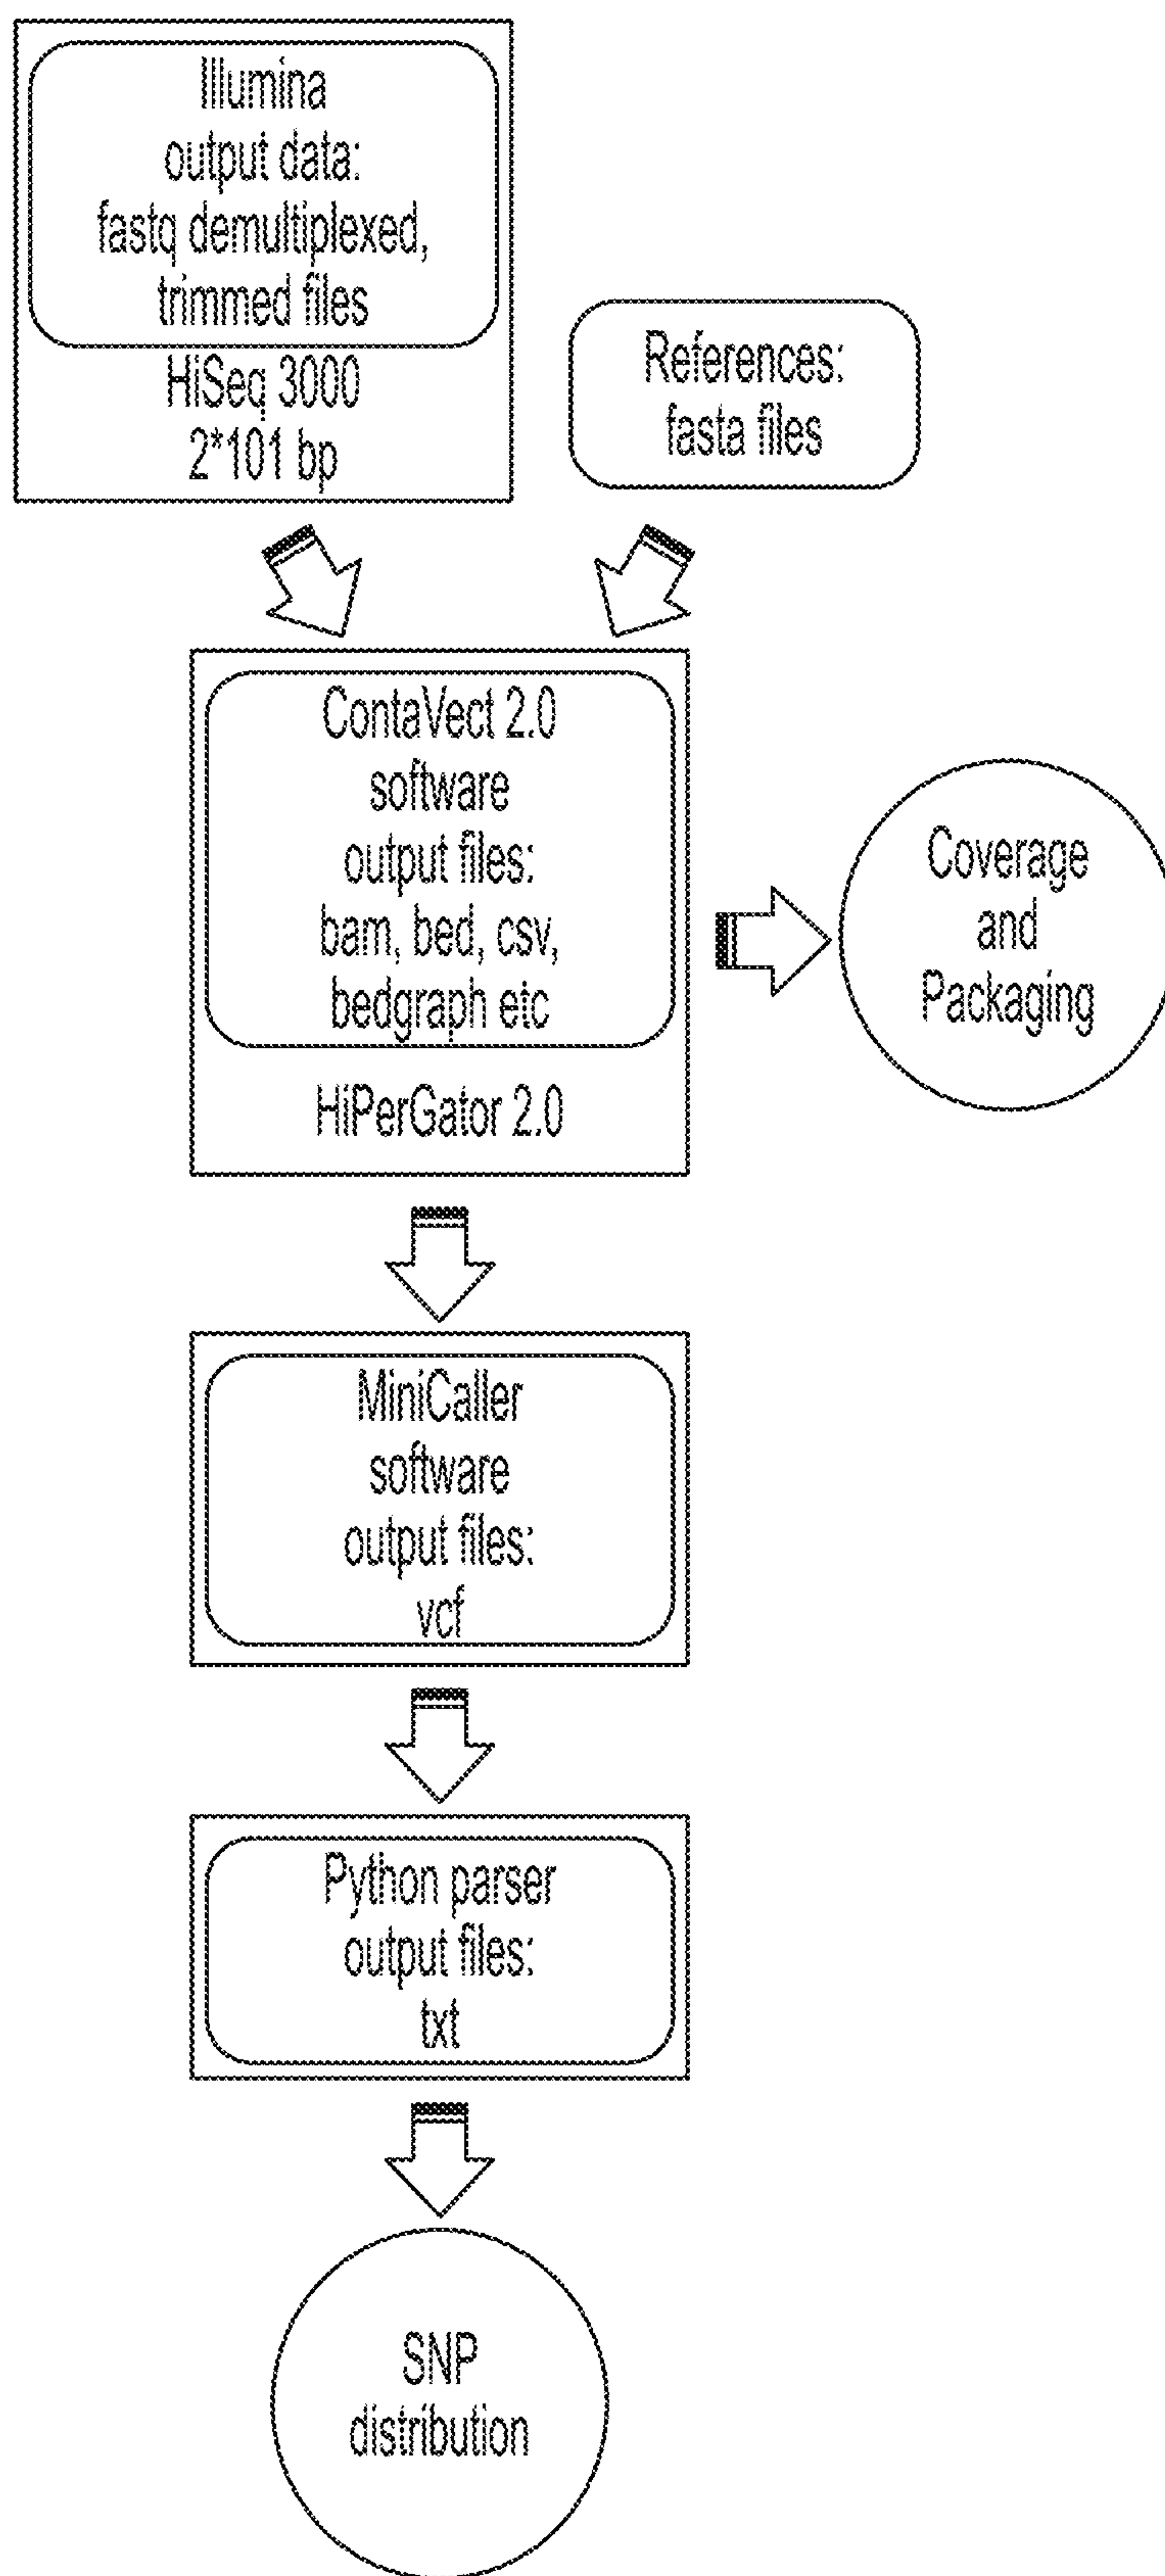 Illumina
output data:
fastq demultiplexed,
trimmed files
HiSeq 3000
2*101 bp
References:
fasta files
ContaVect 2.0
software
output files:
bam, bed, csv,
bedgraph etc
HiPerGator 2.0
Coverage
and
Packaging
MiniCaller
software
output files:
vcf
Python parser
output files:
txt
SNP
distribution